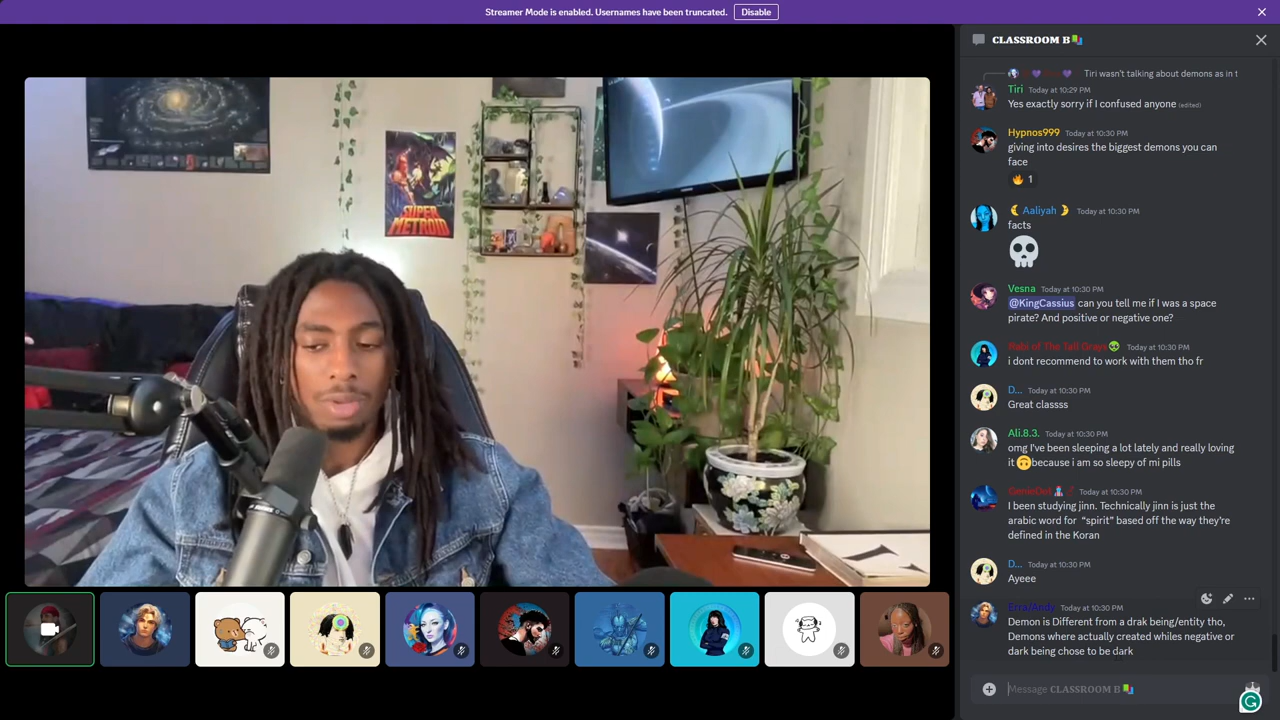 Streamer Mode is enabled. Usernames have been truncated. Disable
CLASSROOM B
Tiri wasn't talking about demons as in t
Tiri Today at 10:29 PM
Yes exactly sorry if I confused anyone (edited)
Hypnos999 Today at 10:30 PM
giving into desires the biggest demons you can
face
1
Aaliyah Today at 10:30 PM
facts
Vesna Today at 10:30 PM
@KingCassius can you tell me if I was a space
pirate? And positive or negative one?
Rabi of The Tall Grays Today at 10:30 PM
i dont recommend to work with them tho fr
D... Today at 10:30 PM
Great classss
Ali.8.3. Today at 10:30 PM
omg I've been sleeping a lot lately and really loving
it because i am so sleepy of mi pills
Today at 10:30 PM
I been studying jinn. Technically jinn is just the
arabic word for “spirit” based off the way they're
defined in the Koran
D... Today at 10:30 PM
Ayeee
Erra/Andy Today at 10:30 PM
Demon is Different from a drak being/entity tho,
Demons where actually created whiles negative or
dark being chose to be dark
Message CLASSROOM B
SUPER
METROID